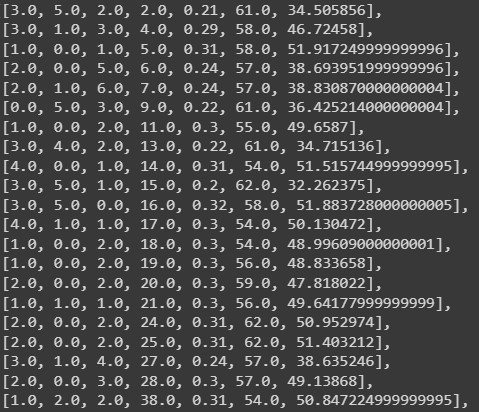 [3.0, 5.0, 2.0, 2.0, 0.21, 61.0, 34.505856],
[3.0, 1.0, 3.0, 4.0, 0.29, 58.0, 46.72458],
[1.0, 0.0, 1.0, 5.0, 0.31, 58.0, 51.917249999999996],
[2.0, 0.0, 5.0, 6.0, 0.24, 57.0, 38.693951999999996],
[2.0, 1.0, 6.0, 7.0, 0.24, 57.0, 38.830870000000004],
[0.0, 5.0, 3.0, 9.0, 0.22, 61.0, 36.425214000000004],
[1.0, 0.0, 2.0, 11.0, 0.3, 55.0, 49.6587],
[3.0, 4.0, 2.0, 13.0, 0.22, 61.0, 34.715136],
[4.0, 0.0, 1.0, 14.0, 0.31, 54.0, 51.515744999999995],
[3.0, 5.0, 1.0, 15.0, 0.2, 62.0, 32.262375],
[3.0, 5.0, 0.0, 16.0, 0.32, 58.0, 51.883728000000005],
[4.0, 1.0, 1.0, 17.0, 0.3, 54.0, 50.130472],
[1.0, 0.0, 2.0, 18.0, 0.3, 54.0, 48.99609000000001],
[1.0, 0.0, 2.0, 19.0, 0.3, 56.0, 48.833658],
[2.0, 0.0, 2.0, 20.0, 0.3, 59.0, 47.818022],
[1.0, 1.0, 1.0, 21.0, 0.3, 56.0, 49.64177999999999],
[2.0, 0.0, 2.0, 24.0, 0.31, 62.0, 50.952974],
[2.0, 0.0, 2.0, 25.0, 0.31, 62.0, 51.403212],
[3.0, 1.0, 4.0, 27.0, 0.24, 57.0, 38.635246],
[2.0, 0.0, 3.0, 28.0, 0.3, 57.0, 49.13868],
[1.0, 2.0, 2.0, 38.0, 0.31, 54.0, 50.847224999999995],